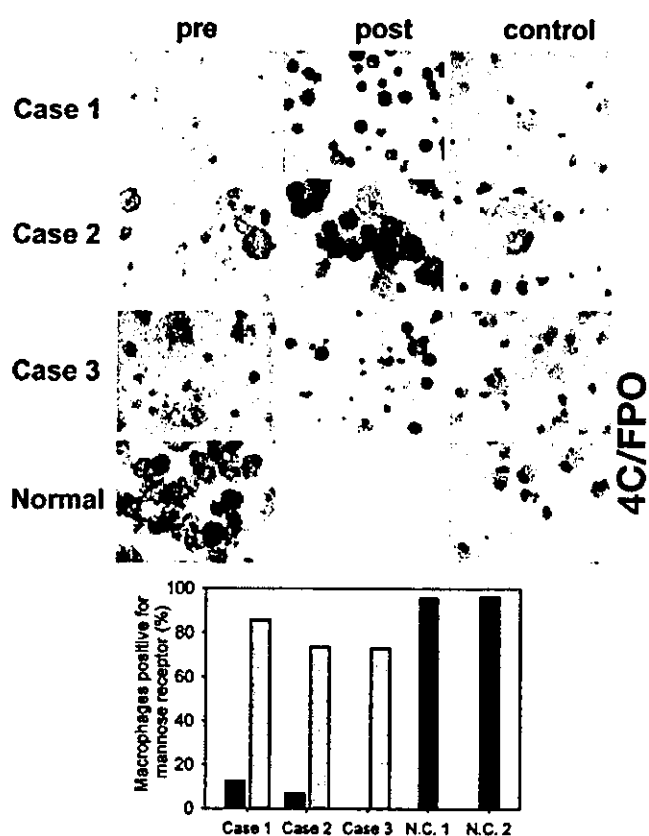 pre post control
Case 1
Case 2
Case 3
Normal
4C/FPO
Macrophages positive for
mannose receptor (%)
100
80
60
40
20
0
Case 1 Case 2 Case 3 N.C. 1 N.C. 2